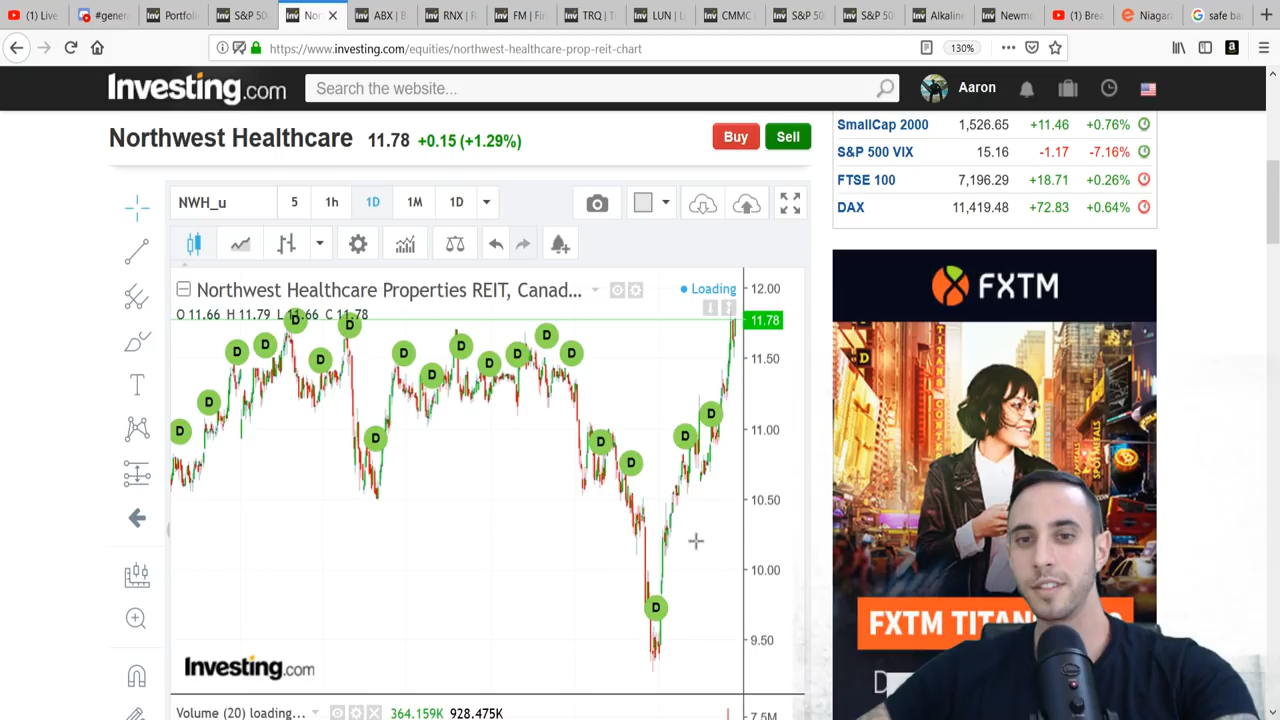 (1) Live
#genera
Portfoli
S&P 50
Nor
ABX | B
RNX | R
FM | Fi
TRQ | T
LUN | L
CMMC
S&P 50
S&P 50
Alkaline
Newm
(1) Brea
Niagara
safe ba
https://www.investing.com/equities/northwest-healthcare-prop-reit-chart
130%
Investing.com
Search the website...
Aaron
Northwest Healthcare
11.78 +0.15 (+1.29%)
Buy
Sell
SmallCap 2000 1,526.65 +11.46 +0.76%
S&P 500 VIX 15.16 -1.17 -7.16%
FTSE 100 7,196.29 +18.71 +0.26%
DAX 11,419.48 +72.83 +0.64%
NWH_u 5 1h 1D 1M 1D
Northwest Healthcare Properties REIT, Canad...
Loading
O 11.66 H 11.79 L 11.66 C 11.78
12.00
11.78
11.50
11.00
10.50
10.00
9.50
D D D D D D D D D D D D D D D D D D D D
Investing.com
Volume (20) loading...
364.159K 928.475K
7.5M
FXTM
FXTM TITAN
D